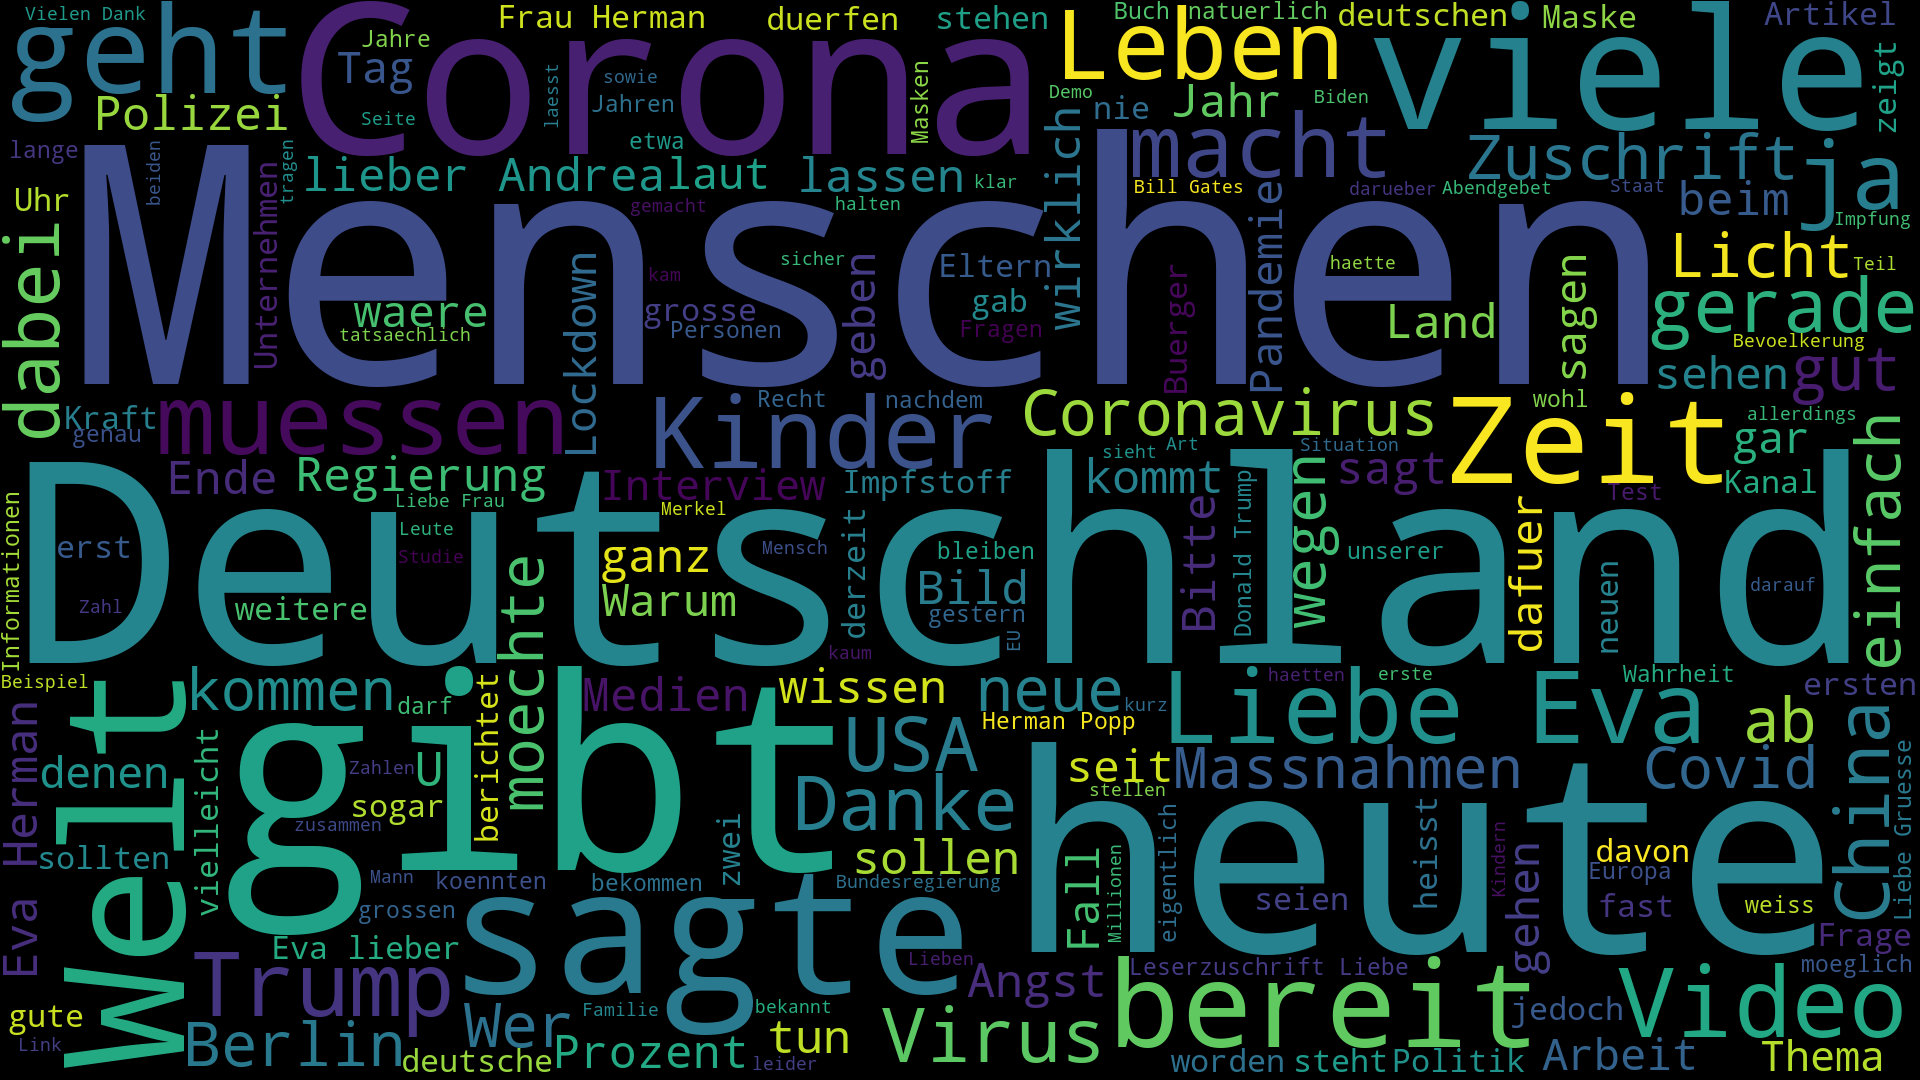 Vielen Dank
Frau Herman
duerfen
stehen
Buch natuerlich
deutschen
Maske
Artikel
geht
Corona
Leben
viele
Jahre
Tag
sowie
laesst
Jahren
Masken
Demo
nie
Jahr
Biden
zeigt
Polizei
Seite
etwa
lange
beiden
Unternehmen
tragen
lieber Andrea
laut
lassen
klar
wirklich
macht
Zuschrift
ja
Menschen
Bill Gates
Pandemie
darueber
Abendgebet
Staat
beim
Impfung
Uhr
gemacht
halten
dabei
sicher
kam
geben
Eltern
gab
Fragen
haette
Licht
Teil
Lockdown
waere
grosse
Personen
tatsaechlich
Buerger
Land
sagen
gerade
Bevoelkerung
sehen
gut
Kraft
genau
muessen
Kinder
Recht
nachdem
Coronavirus
Zeit
wohl
allerdings
gar
einfach
Ende
Regierung
Interview
Impfstoff
sieht
Art
kommt
Situation
sagt
Test
Kanal
Liebe Frau
Merkel
Deutschland
Informationen
erst
Leute
Studie
ganz
Mensch
derzeit
bleiben
Bitte
Donald Trump
wegen
unserer
dafuer
neuen
darauf
Zahl
weitere
moechte
Warum
Bild
gestern
EU
kaum
Beispiel
Welt
kommen
darf
gibt
Medien
wissen
neue
kurz
Liebe Eva
haetten
erste
Wahrheit
ersten
Herman Popp
USA
ab
China
Eva Herman
denen
vielleicht
Zahlen
U
berichtet
sogar
zusammen
seit
stellen
Massnahmen
Covid
Danke
heute
sollten
Mann
koennten
bekommen
zwei
sollen
Bundesregierung
Fall
Millionen
eigentlich
heisst
Kindern
davon
Europa
seien
gehen
fast
weiss
Liebe Gruesse
grossen
sagte
Eva lieber
Lieben
Frage
Trump
Angst
Leserzuschrift Liebe
moeglich
gute
Link
Berlin
Wer
Familie
bekannt
tun
Virus
bereit
jedoch
Video
deutsche
Prozent
leider
worden
steht
Politik
Arbeit
Thema